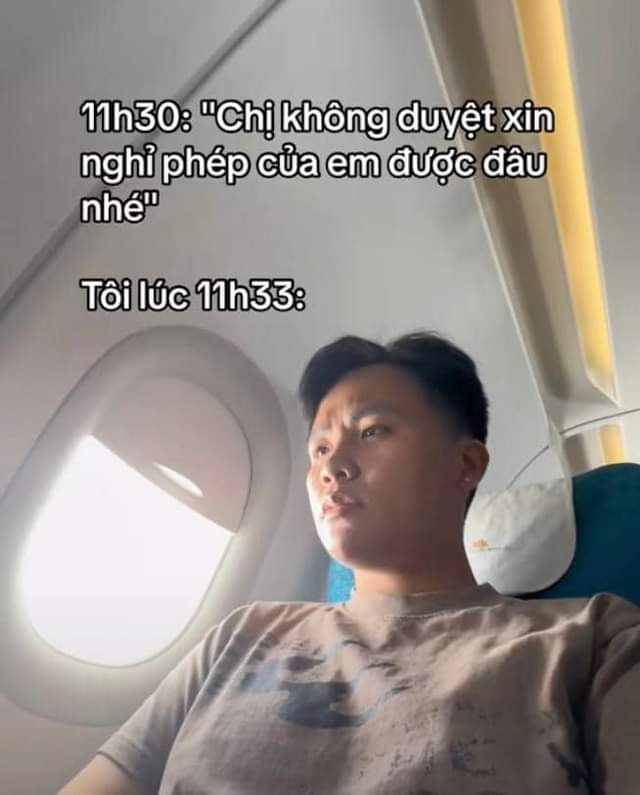 11h30: "Chị không duyệt xin
nghỉ phép của em được đâu
nhé"
Tôi lúc 11h33: